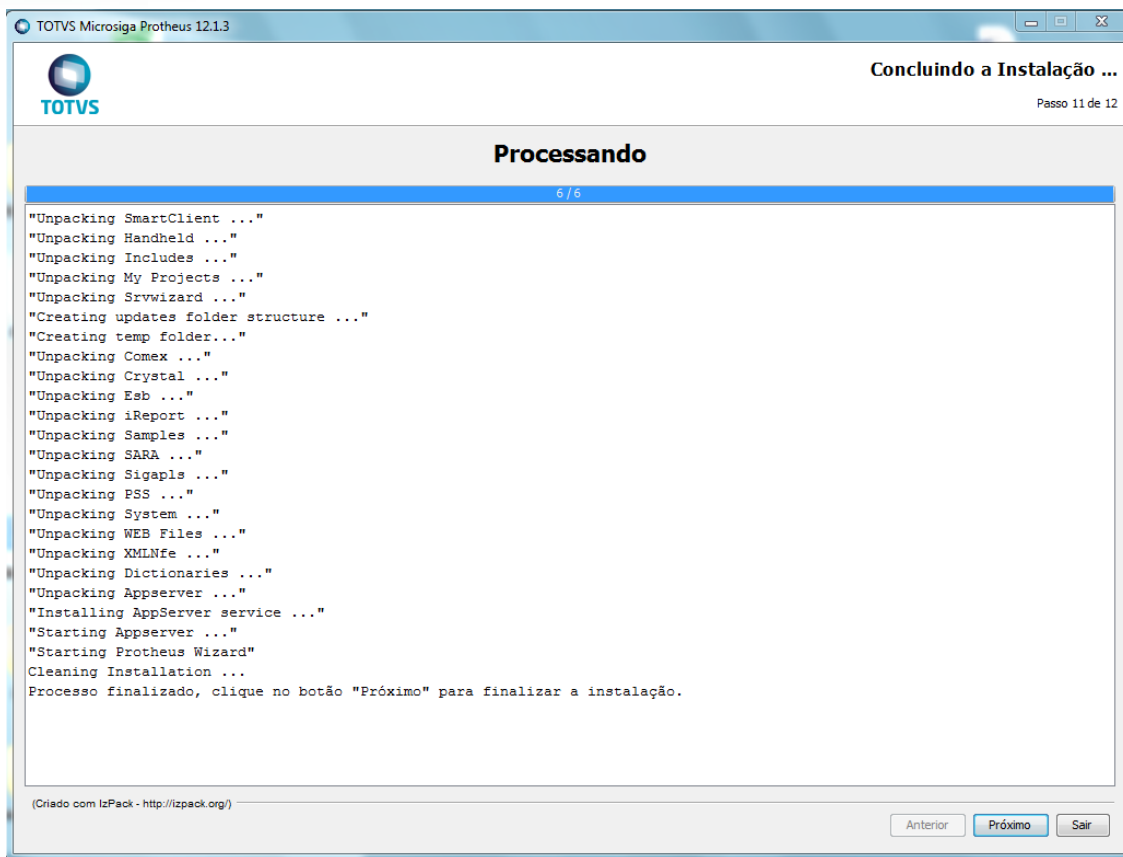 TOTVS Microsiga Protheus 12.1.3
Concluindo a Instalação ...
TOTVS
Passo 11 de 12
Processando
6 / 6
"Unpacking SmartClient ..."
"Unpacking Handheld ..."
"Unpacking Includes ..."
"Unpacking My Projects ..."
"Unpacking Srvwizard ..."
"Creating updates folder structure ..."
"Creating temp folder..."
"Unpacking Comex ..."
"Unpacking Crystal ..."
"Unpacking Esb ..."
"Unpacking iReport ..."
"Unpacking Samples ..."
"Unpacking SARA ..."
"Unpacking Sigapls ..."
"Unpacking PSS ..."
"Unpacking System ..."
"Unpacking WEB Files ..."
"Unpacking XMLNfe ..."
"Unpacking Dictionaries ..."
"Unpacking Appserver ..."
"Installing AppServer service ..."
"Starting Appserver ..."
"Starting Protheus Wizard"
Cleaning Installation ...
Processo finalizado, clique no botão "Próximo" para finalizar a instalação.
(Criado com IzPack - http://izpack.org/)
Anterior Próximo Sair